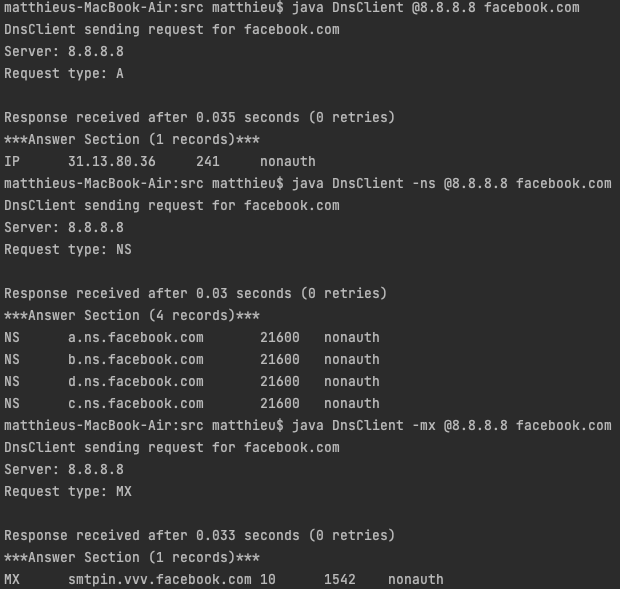 matthieus-MacBook-Air:src matthieu$ java DnsClient @8.8.8.8 facebook.com
DnsClient sending request for facebook.com
Server: 8.8.8.8
Request type: A
Response received after 0.035 seconds (0 retries)
***Answer Section (1 records)***
IP 31.13.80.36 241 nonauth
matthieus-MacBook-Air:src matthieu$ java DnsClient -ns @8.8.8.8 facebook.com
DnsClient sending request for facebook.com
Server: 8.8.8.8
Request type: NS
Response received after 0.03 seconds (0 retries)
***Answer Section (4 records)***
NS a.ns.facebook.com 21600 nonauth
NS b.ns.facebook.com 21600 nonauth
NS d.ns.facebook.com 21600 nonauth
NS c.ns.facebook.com 21600 nonauth
matthieus-MacBook-Air:src matthieu$ java DnsClient -mx @8.8.8.8 facebook.com
DnsClient sending request for facebook.com
Server: 8.8.8.8
Request type: MX
Response received after 0.033 seconds (0 retries)
***Answer Section (1 records)***
MX smtpin.vvv.facebook.com 10 1542 nonauth